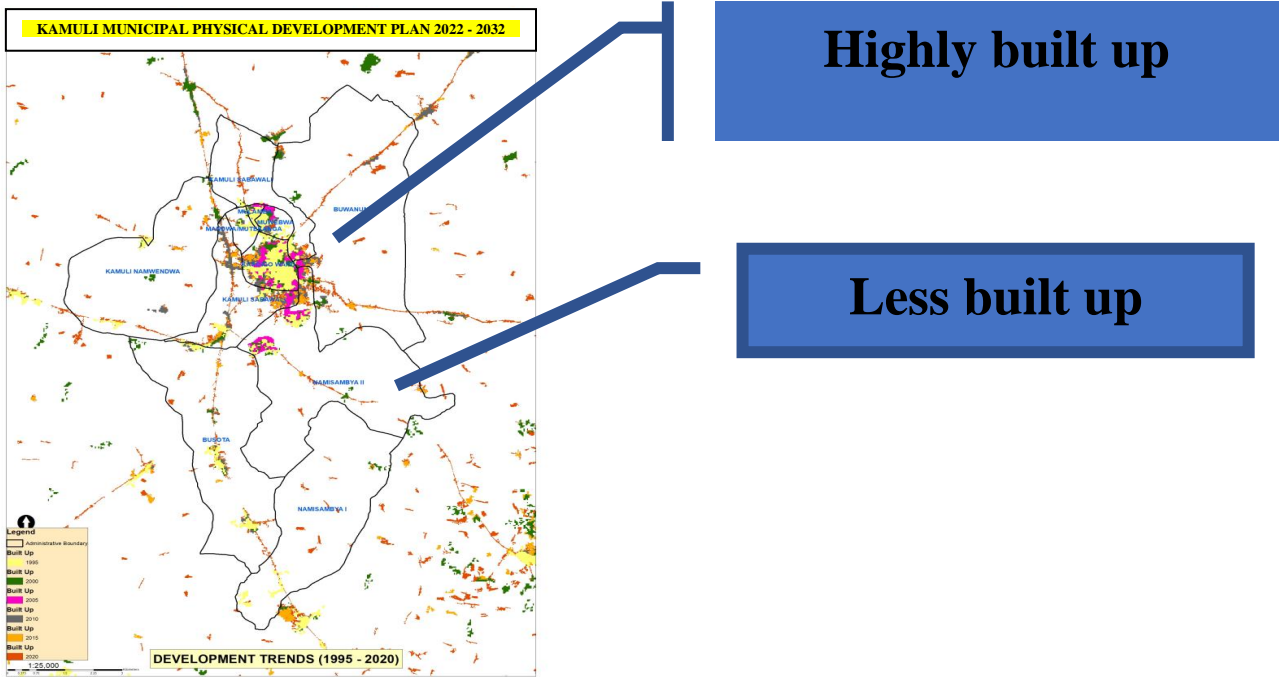 KAMULI MUNICIPAL PHYSICAL DEVELOPMENT PLAN 2022 - 2032
Highly built up
Less built up
KAMULI SABAWALI
BUWANU
KAMULI NAMWENDWA
KAMULI SABAWALI
NAMISAMBYA II
BUSOTA
NAMISAMBYA I
Legend
Administrative Boundary
Built Up
1995
Built Up
2000
Built Up
2005
Built Up
2010
Built Up
2015
Built Up
2020
1:25,000
DEVELOPMENT TRENDS (1995 - 2020)